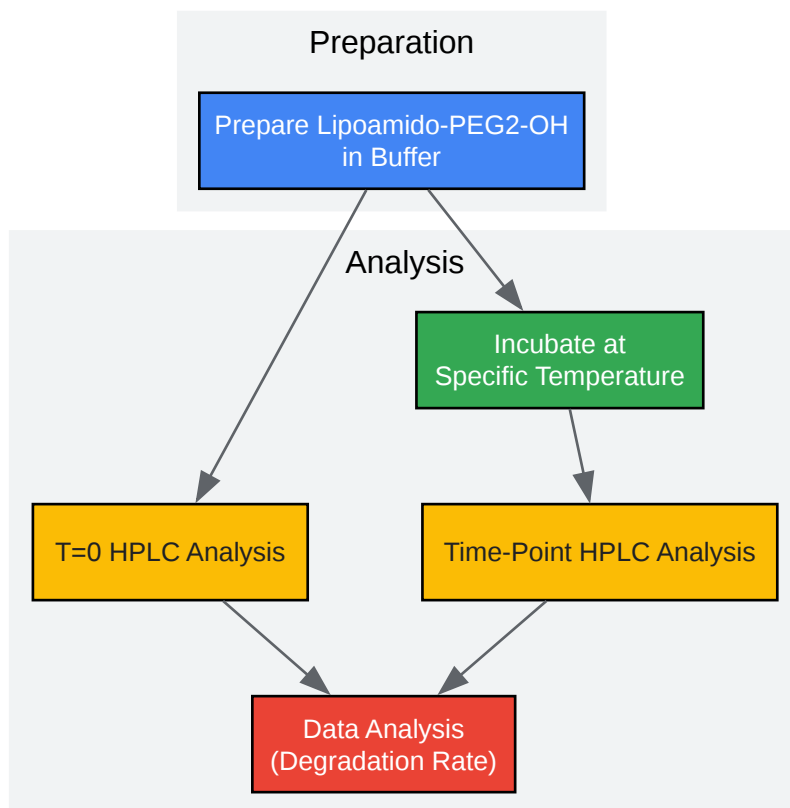 Preparation
Prepare Lipoamido-PEG2-OH
in Buffer
Analysis
Incubate at
Specific Temperature
T=0 HPLC Analysis
Time-Point HPLC Analysis
Data Analysis
(Degradation Rate)